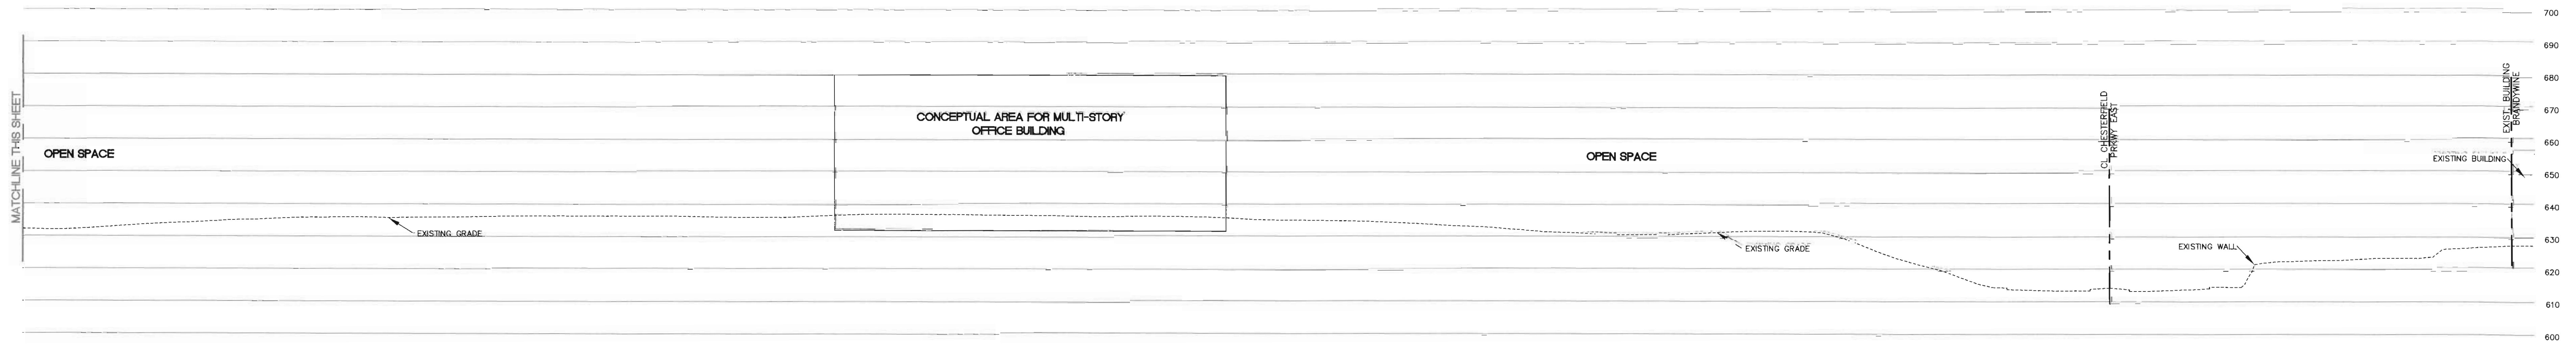 MATCHLINE THIS SHEET
OPEN SPACE
EXISTING GRADE
CONCEPTUAL AREA FOR MULTI-STORY
OFFICE BUILDING
OPEN SPACE
EXISTING GRADE
CL CHESTERFIELD
PRKWY EAST
EXISTING WALL
EXIST. BUILDING
BRANDYWINE
EXISTING BUILDING
700
690
680
670
660
650
640
630
620
610
600